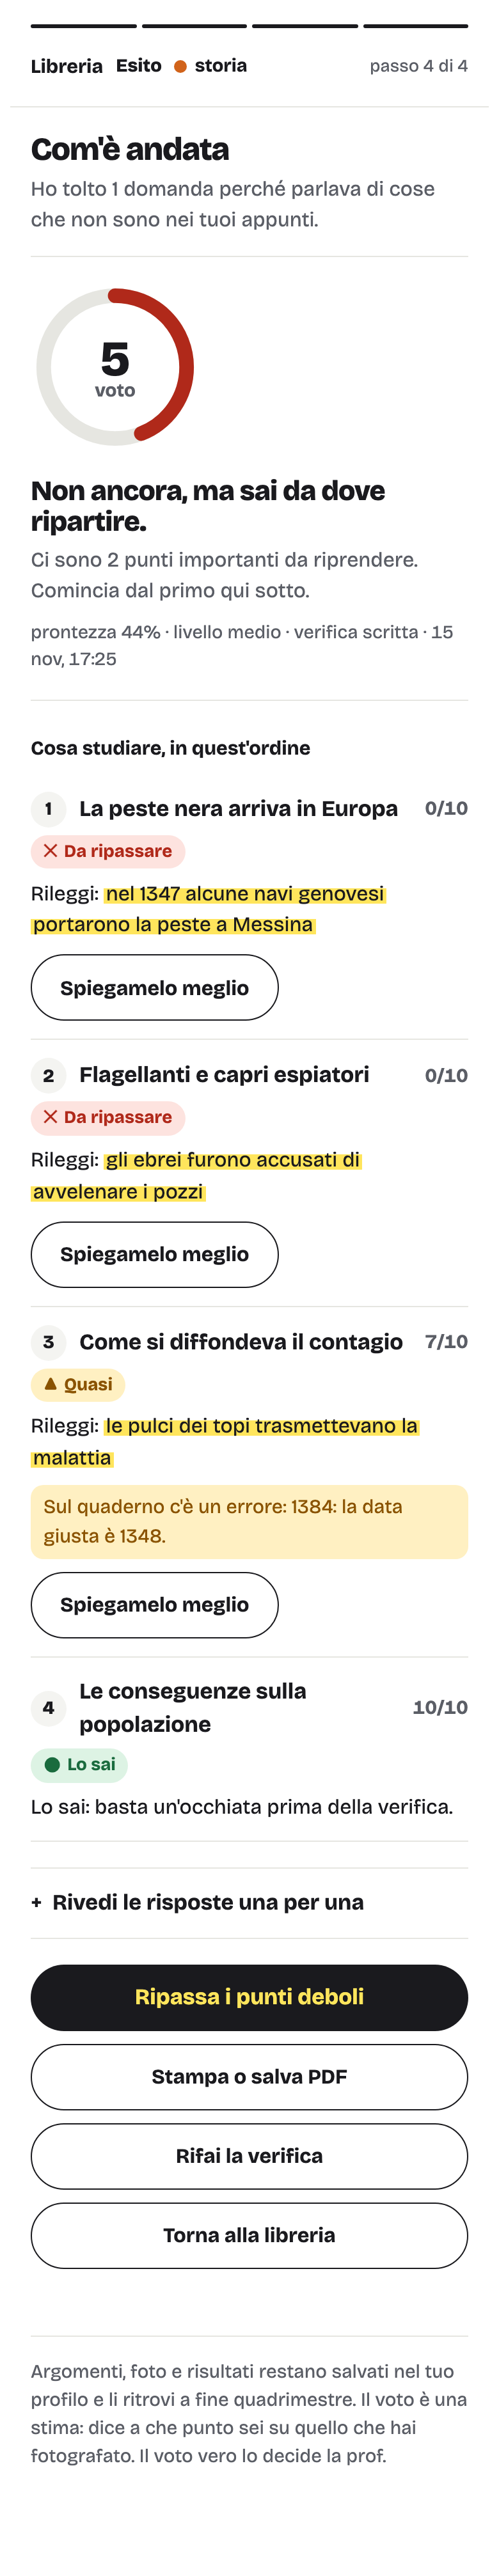 Libreria Esito storia passo 4 di 4
Com'è andata
Ho tolto 1 domanda perché parlava di cose
che non sono nei tuoi appunti.
5
voto
Non ancora, ma sai da dove
ripartire.
Ci sono 2 punti importanti da riprendere.
Comincia dal primo qui sotto.
prontezza 44% · livello medio · verifica scritta · 15
nov, 17:25
Cosa studiare, in quest'ordine
1 La peste nera arriva in Europa 0/10
Da ripassare
Rileggi: nel 1347 alcune navi genovesi
portarono la peste a Messina
Spiegamelo meglio
2 Flagellanti e capri espiatori 0/10
Da ripassare
Rileggi: gli ebrei furono accusati di
avvelenare i pozzi
Spiegamelo meglio
3 Come si diffondeva il contagio 7/10
Quasi
Rileggi: le pulci dei topi trasmettevano la
malattia
Sul quaderno c'è un errore: 1384: la data
giusta è 1348.
Spiegamelo meglio
4 Le conseguenze sulla
popolazione 10/10
Lo sai
Lo sai: basta un'occhiata prima della verifica.
+ Rivedi le risposte una per una
Ripassa i punti deboli
Stampa o salva PDF
Rifai la verifica
Torna alla libreria
Argomenti, foto e risultati restano salvati nel tuo
profilo e li ritrovi a fine quadrimestre. Il voto è una
stima: dice a che punto sei su quello che hai
fotografato. Il voto vero lo decide la prof.